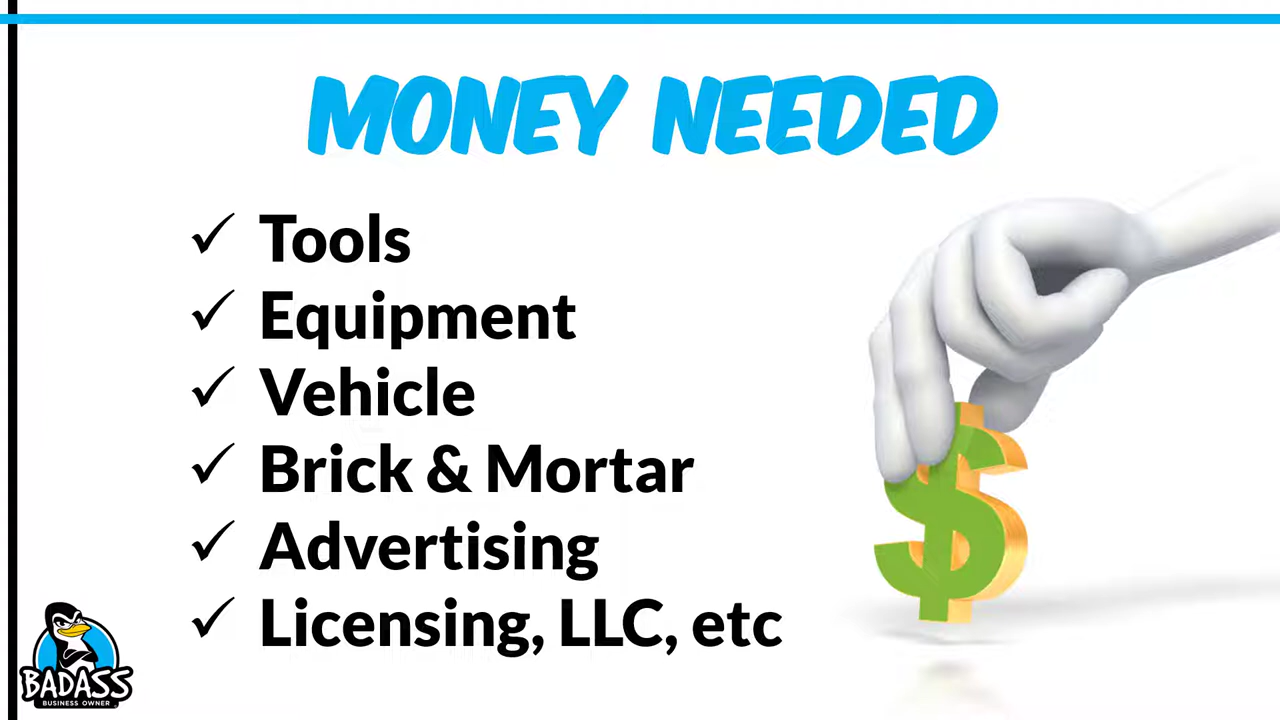 MONEY NEEDED
✓ Tools
✓ Equipment
✓ Vehicle
✓ Brick & Mortar
✓ Advertising
✓ Licensing, LLC, etc
$
BADASS
BUSINESS OWNER